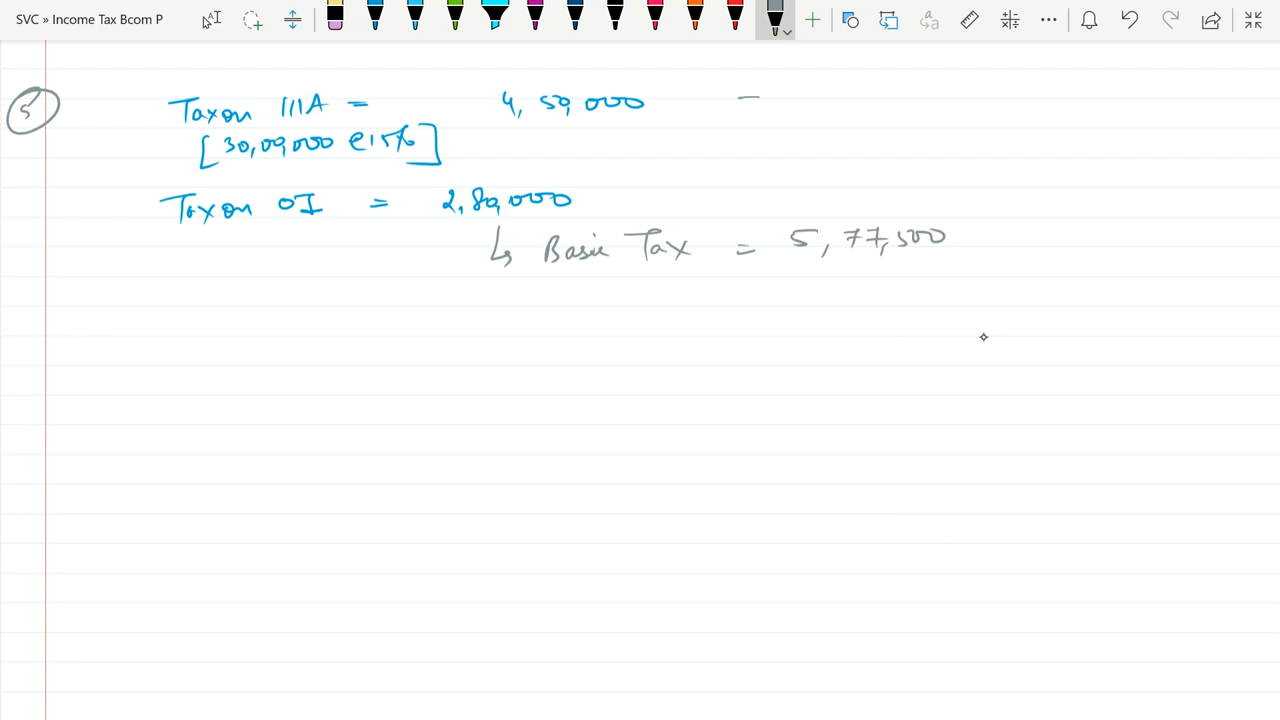 SVC » Income Tax Bcom P
5
Tax on 111A = 4,50,000 —
[30,00,000 @15%]
Tax on OI = 2,80,000
↳ Basic Tax = 5,77,500